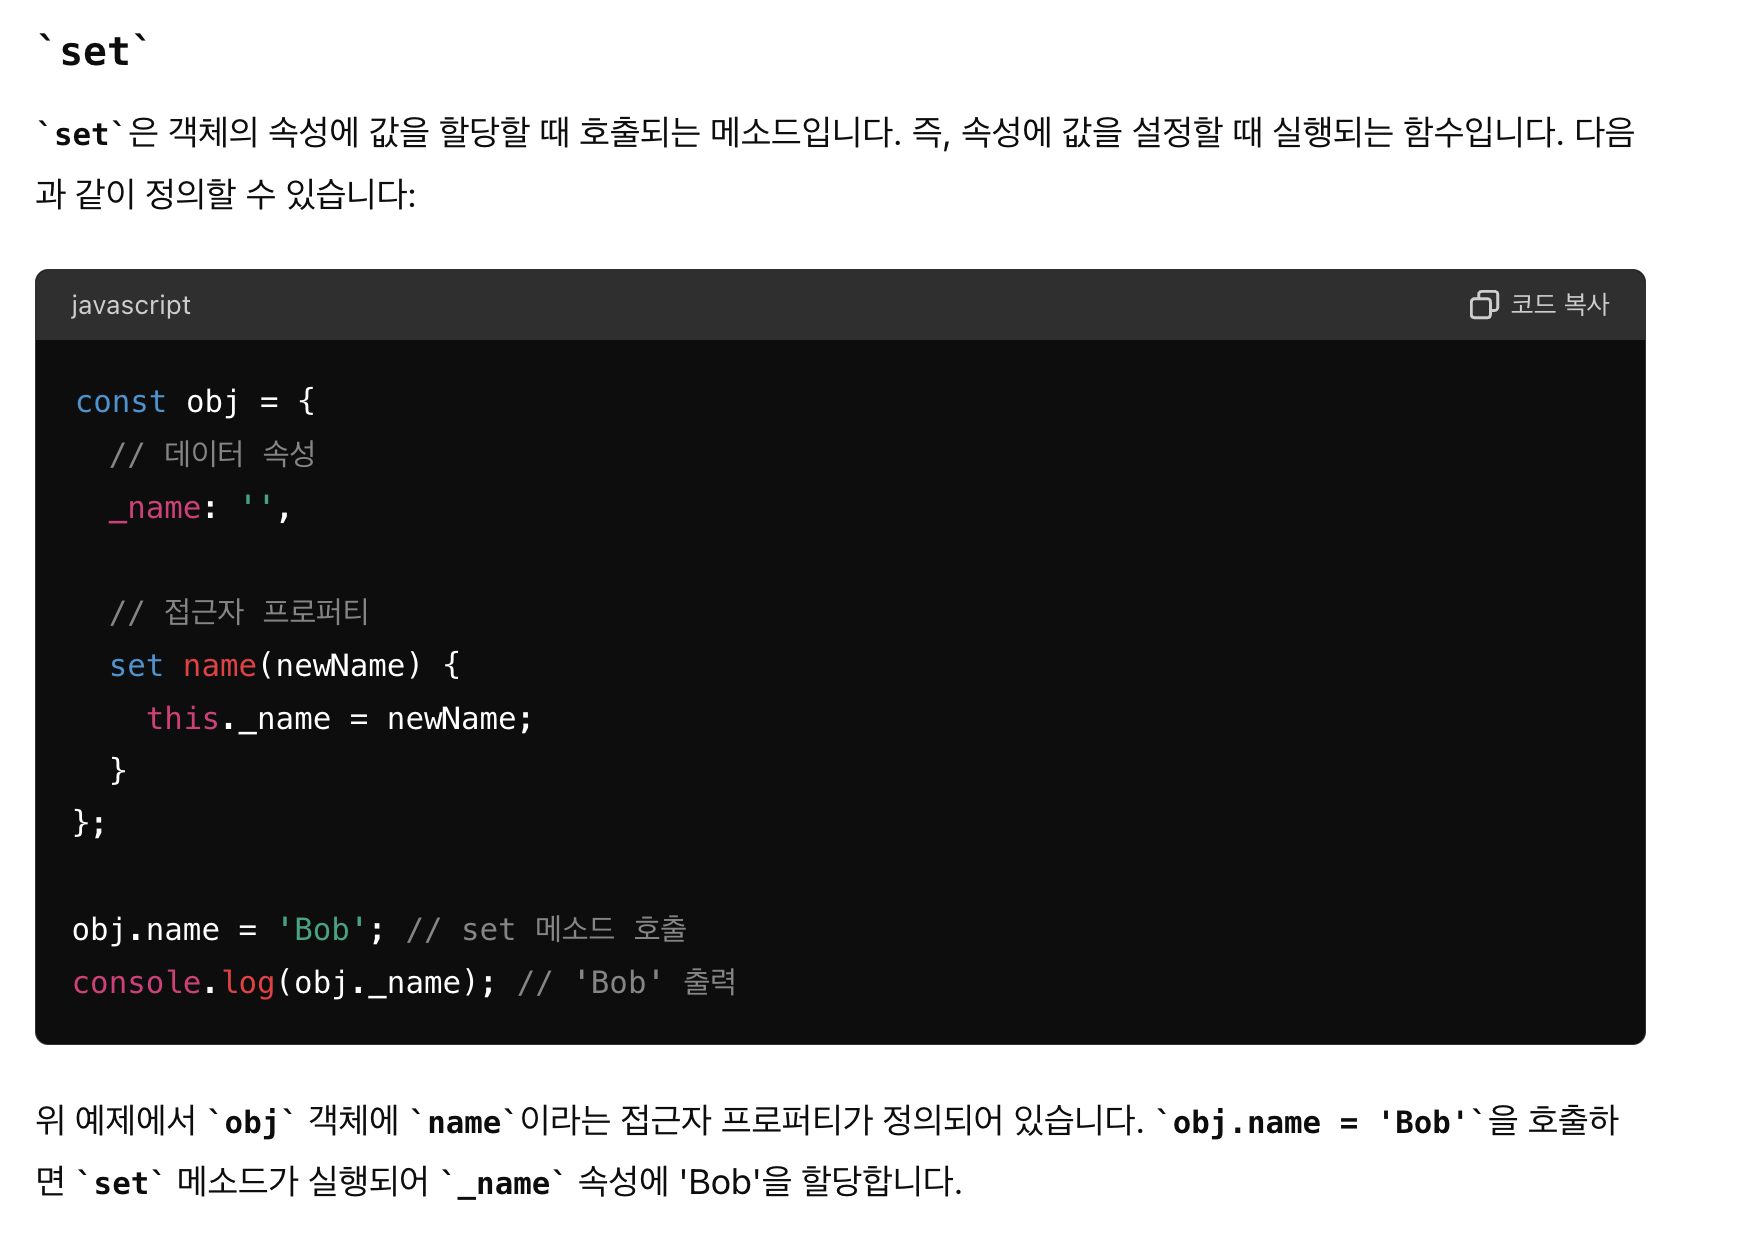 `set`
`set`은 객체의 속성에 값을 할당할 때 호출되는 메소드입니다. 즉, 속성에 값을 설정할 때 실행되는 함수입니다. 다음
과 같이 정의할 수 있습니다:
javascript 코드 복사
const obj = {
  // 데이터 속성
  _name: '',

  // 접근자 프로퍼티
  set name(newName) {
    this._name = newName;
  }
};

obj.name = 'Bob'; // set 메소드 호출
console.log(obj._name); // 'Bob' 출력
위 예제에서 `obj` 객체에 `name`이라는 접근자 프로퍼티가 정의되어 있습니다. `obj.name = 'Bob'`을 호출하
면 `set` 메소드가 실행되어 `_name` 속성에 'Bob'을 할당합니다.